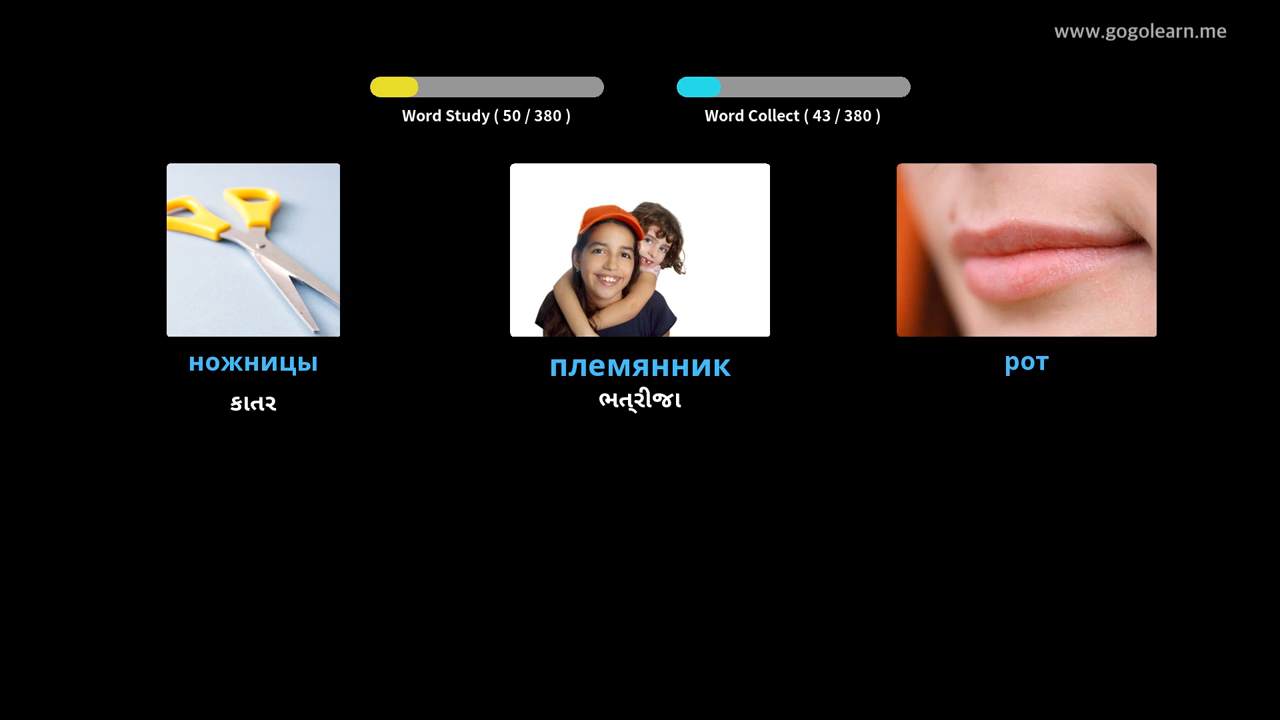 www.gogolearn.me
Word Study ( 50 / 380 )
Word Collect ( 43 / 380 )
ножницы
કાતર
племянник
ભત્રીજા
рот